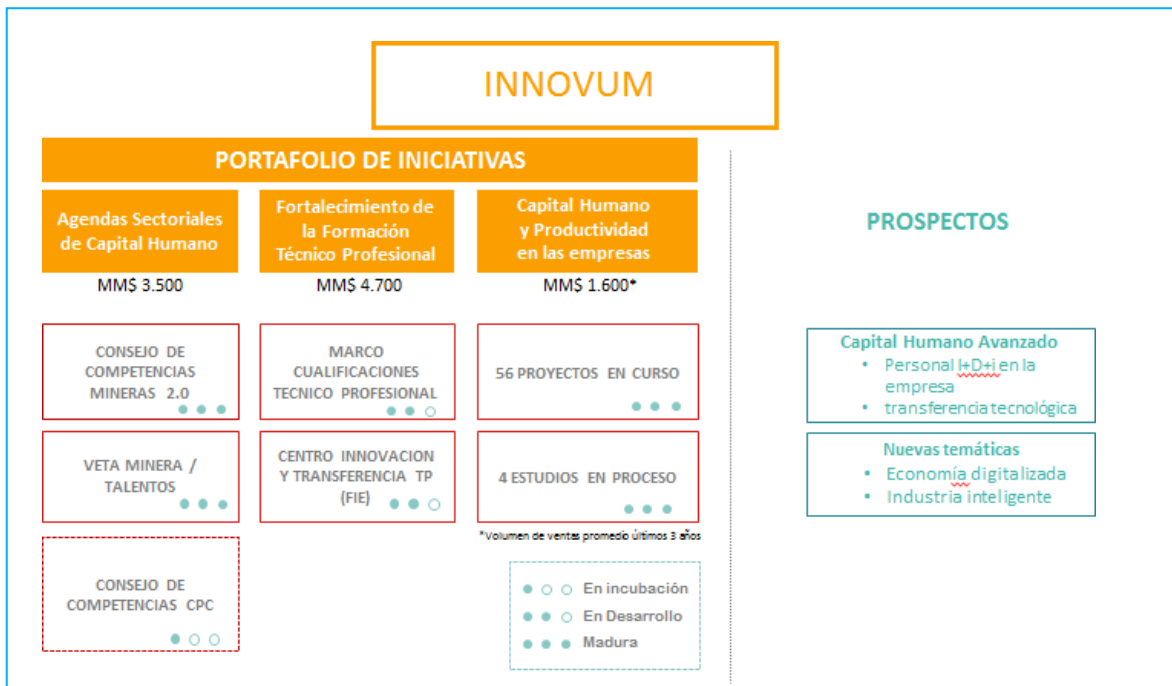 INNOVUM
PORTAFOLIO DE INICIATIVAS
Agendas Sectoriales
de Capital Humano
MM$ 3.500
Fortalecimiento de
la Formación
Técnico Profesional
MM$ 4.700
Capital Humano
y Productividad
en las empresas
MM$ 1.600*
CONSEJO DE
COMPETENCIAS
MINERAS 2.0
VETA MINERA /
TALENTOS
CONSEJO DE
COMPETENCIAS CPC
MARCO
CUALIFICACIONES
TECNICO PROFESIONAL
CENTRO INNOVACION
Y TRANSFERENCIA TP
(FIE)
56 PROYECTOS EN CURSO
4 ESTUDIOS EN PROCESO
*Volumen de ventas promedio últimos 3 años
En incubación
En Desarrollo
Madura
PROSPECTOS
Capital Humano Avanzado
• Personal I+D+i en la
empresa
• transferencia tecnológica
Nuevas temáticas
• Economía digitalizada
• Industria inteligente